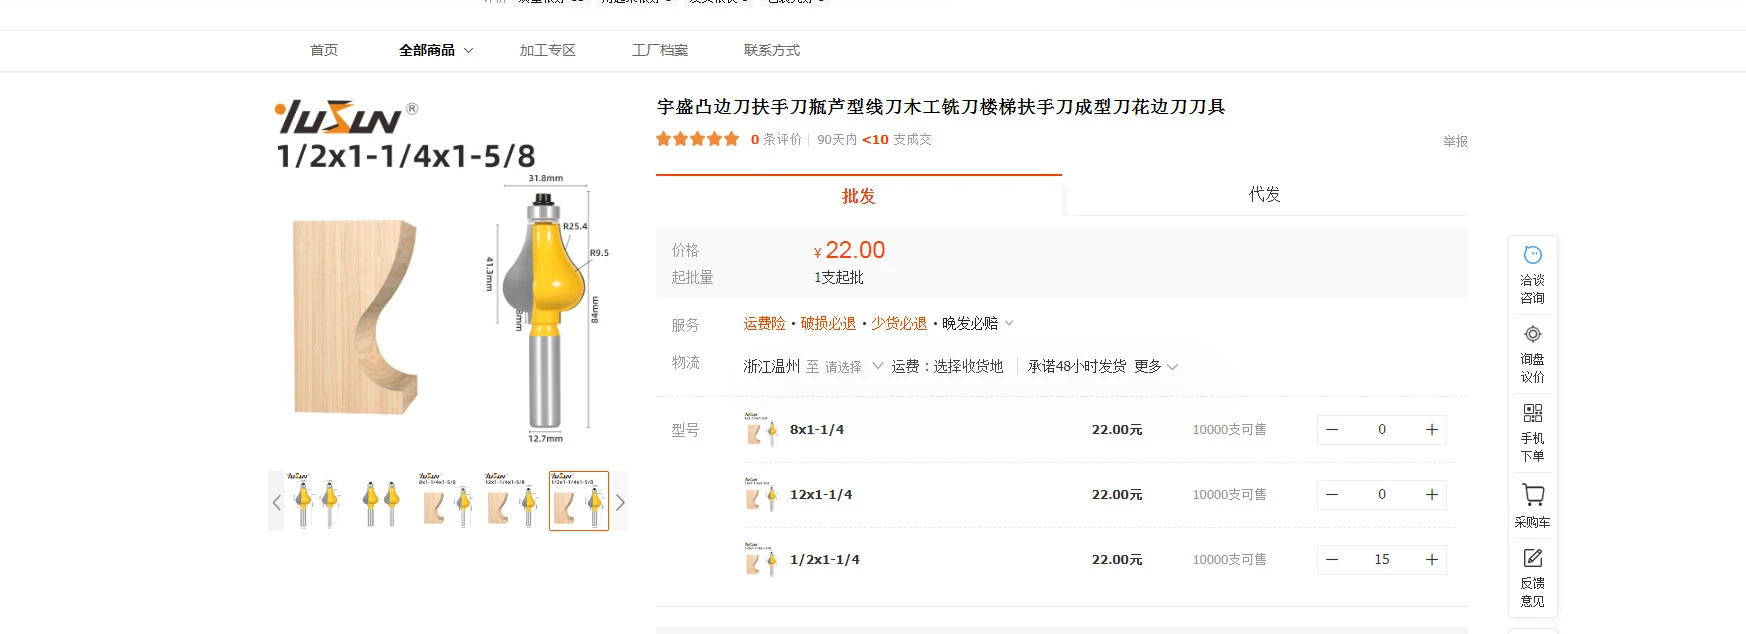 首页
全部商品
加工专区
工厂档案
联系方式
YUSUN®
1/2x1-1/4x1-5/8
31.8mm
R25.4
R9.5
41.3mm
8mm
84mm
12.7mm
宇盛凸边刀扶手刀瓶芦型线刀木工铣刀楼梯扶手刀成型刀花边刀刀具
0 条评价 90天内 <10 支成交
举报
批发
代发
价格
¥22.00
起批量
1支起批
服务
运费险·破损必退·少货必退·晚发必赔
物流
浙江温州 至 请选择 运费：选择收货地 承诺48小时发货 更多
型号
8x1-1/4 22.00元 10000支可售 − 0 +
12x1-1/4 22.00元 10000支可售 − 0 +
1/2x1-1/4 22.00元 10000支可售 − 15 +
洽谈
咨询
询盘
议价
手机
下单
采购车
反馈
意见